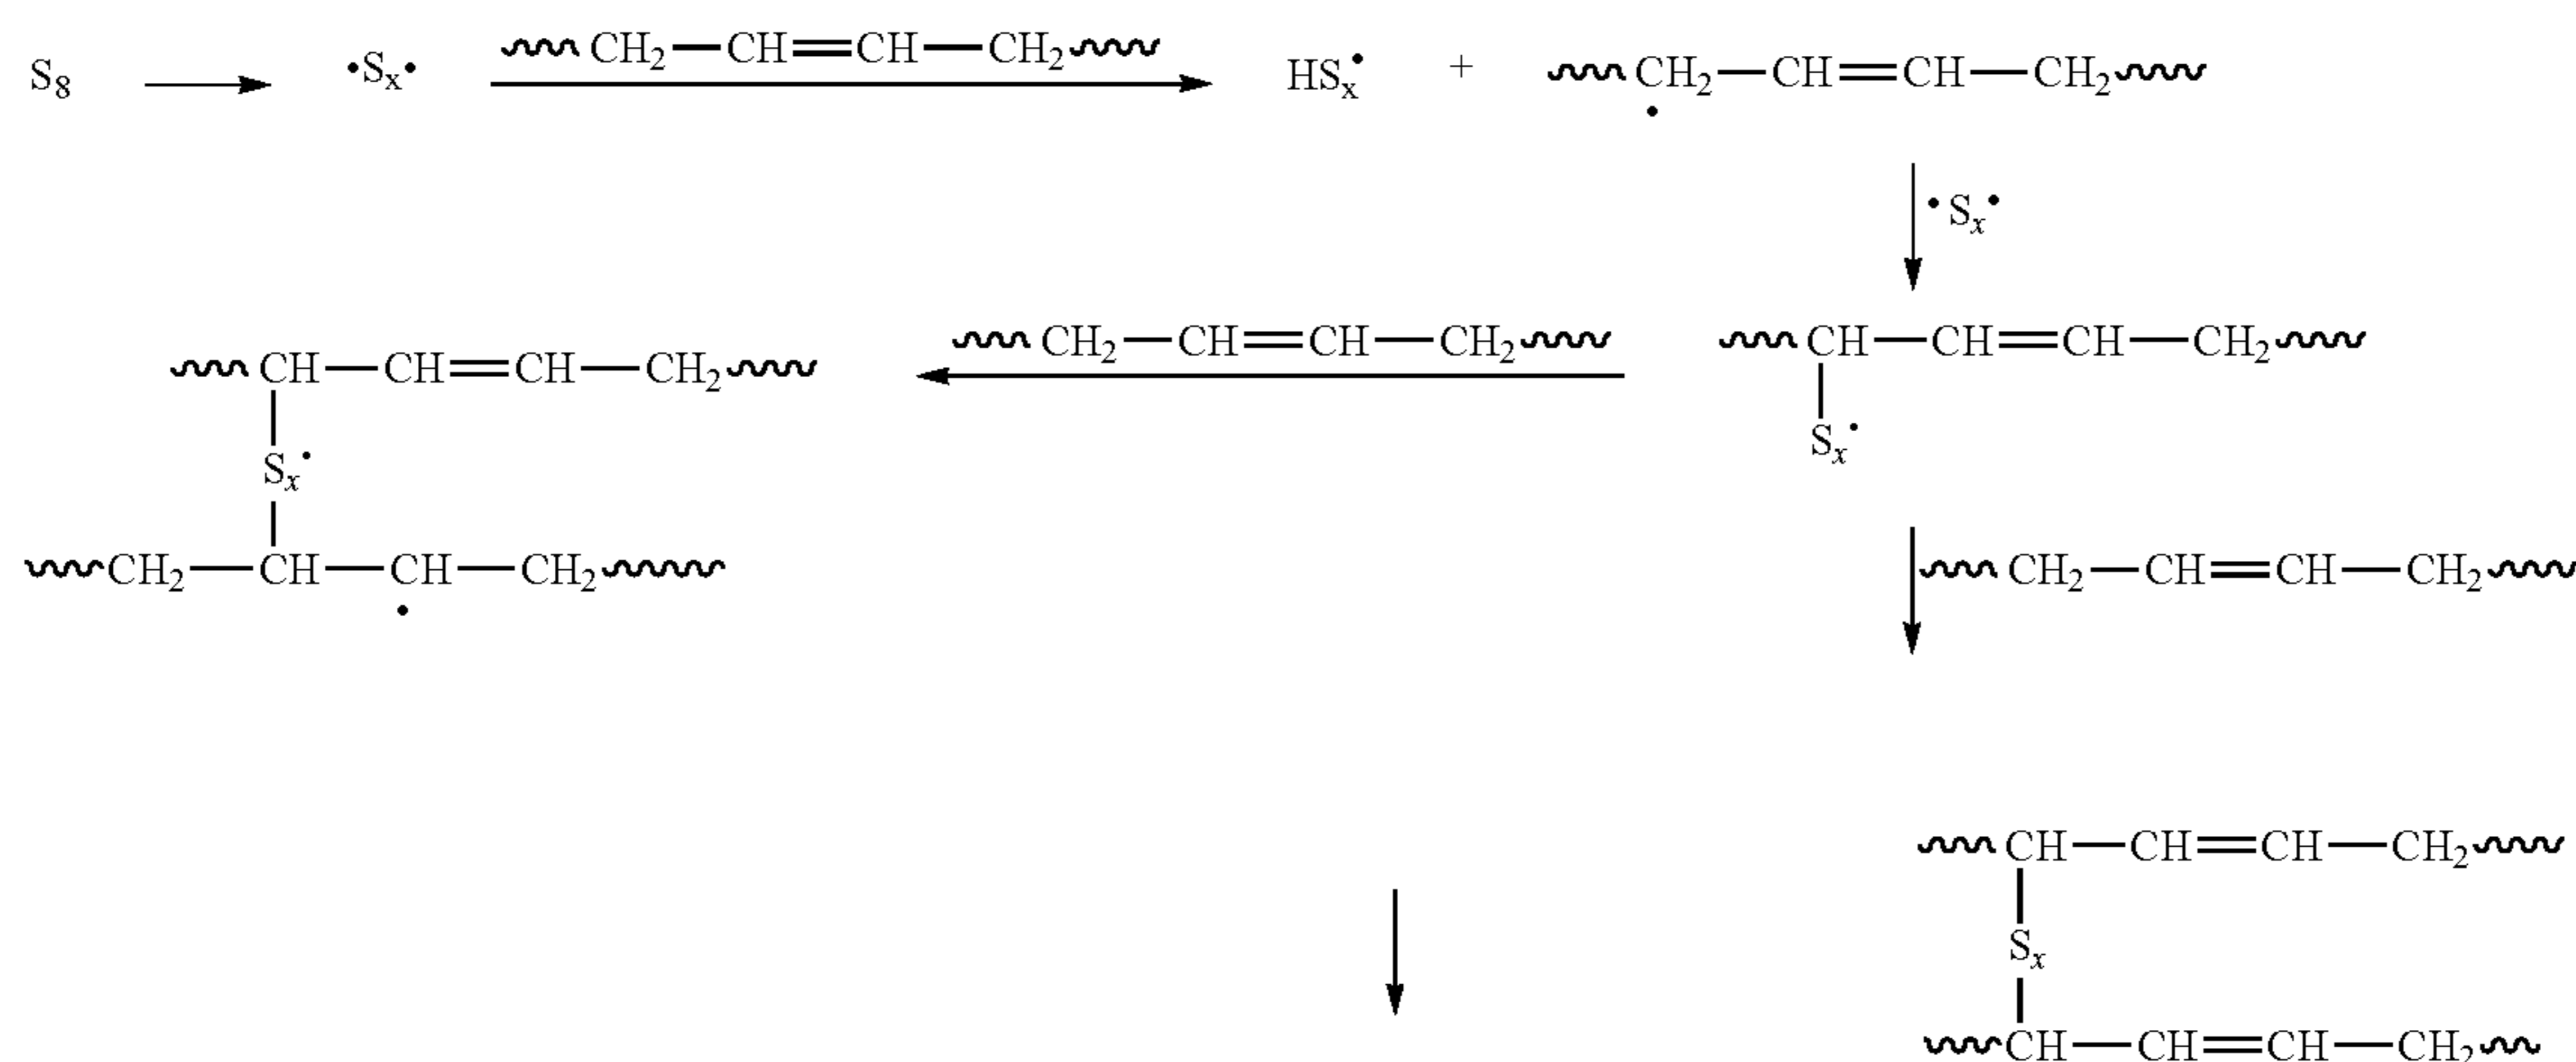 S₈ → •Sₓ• ~CH₂—CH=CH—CH₂~ → HSₓ• + ~CH₂—CH=CH—CH₂~
•
•Sₓ•
~CH—CH=CH—CH₂~ ← ~CH₂—CH=CH—CH₂~ ~CH—CH=CH—CH₂~
Sₓ• Sₓ•
~CH₂—CH—CH—CH₂~ ~CH₂—CH=CH—CH₂~
•
~CH—CH=CH—CH₂~
Sₓ
~CH—CH=CH—CH₂~